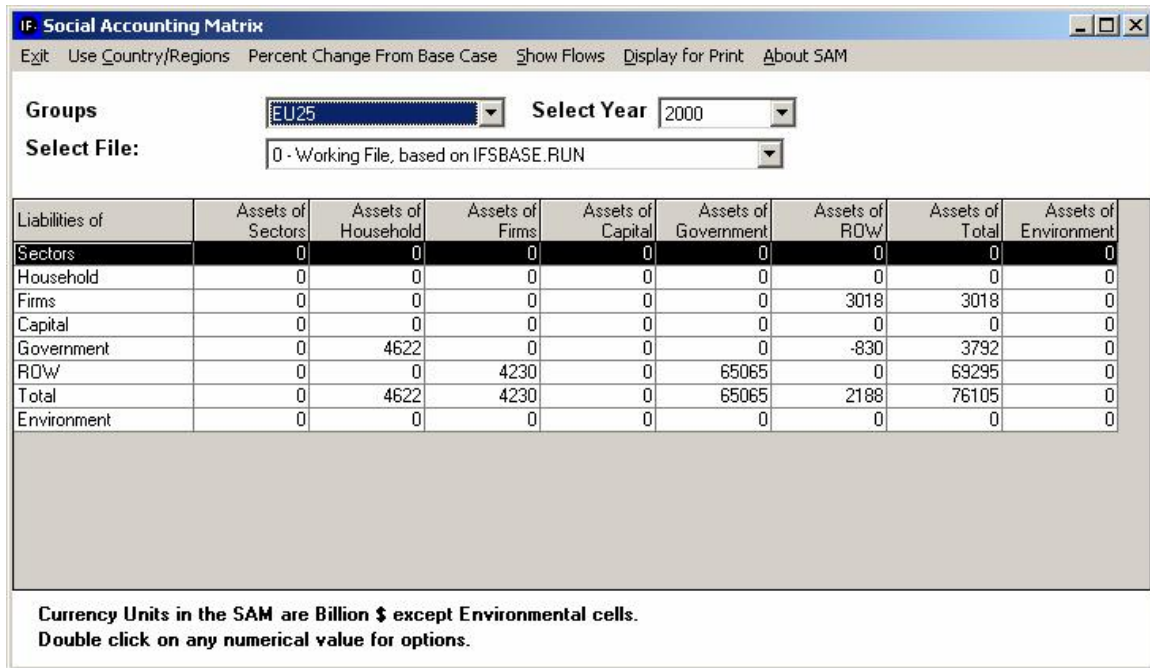 IF Social Accounting Matrix
Exit Use Country/Regions Percent Change From Base Case Show Flows Display for Print About SAM
Groups EU25 Select Year 2000
Select File: 0 - Working File, based on IFSBASE.RUN
Liabilities of Assets of Sectors Assets of Household Assets of Firms Assets of Capital Assets of Government Assets of ROW Assets of Total Assets of Environment
Sectors 0 0 0 0 0 0 0 0
Household 0 0 0 0 0 0 0 0
Firms 0 0 0 0 0 3018 3018 0
Capital 0 0 0 0 0 0 0 0
Government 0 4622 0 0 0 -830 3792 0
ROW 0 0 4230 0 65065 0 69295 0
Total 0 4622 4230 0 65065 2188 76105 0
Environment 0 0 0 0 0 0 0 0
Currency Units in the SAM are Billion $ except Environmental cells.
Double click on any numerical value for options.